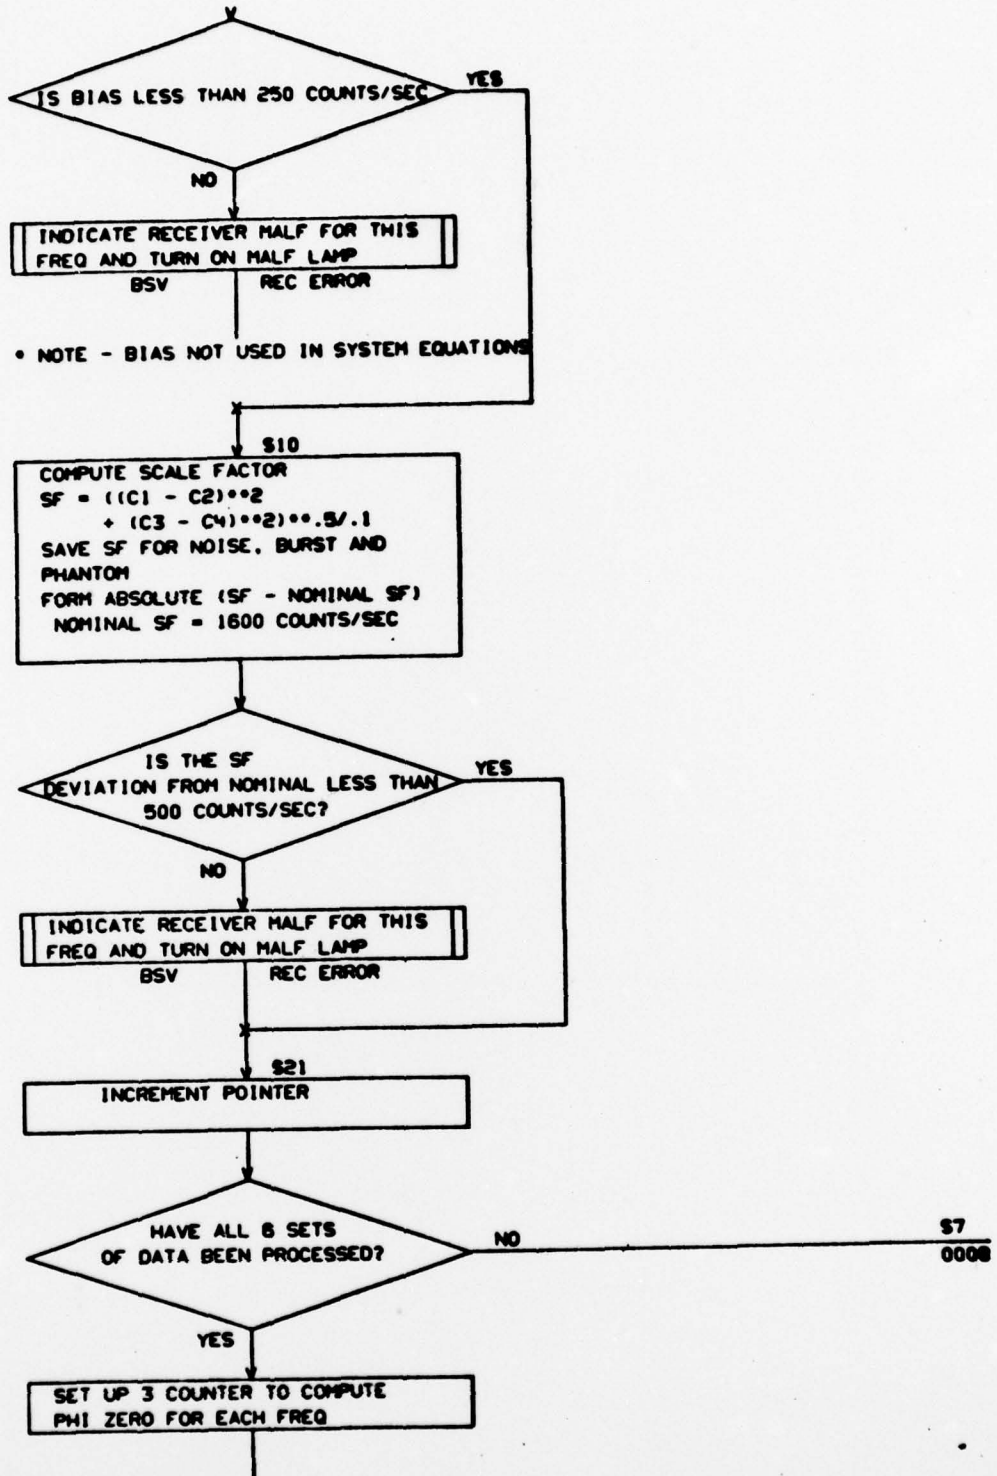 IS BIAS LESS THAN 250 COUNTS/SEC
YES
NO
INDICATE RECEIVER MALF FOR THIS
FREQ AND TURN ON MALF LAMP
BSV REC ERROR
* NOTE - BIAS NOT USED IN SYSTEM EQUATIONS
$10
COMPUTE SCALE FACTOR
SF = ((C1 - C2)**2
+ (C3 - C4)**2)**.5/.1
SAVE SF FOR NOISE, BURST AND
PHANTOM
FORM ABSOLUTE (SF - NOMINAL SF)
NOMINAL SF = 1600 COUNTS/SEC
IS THE SF
DEVIATION FROM NOMINAL LESS THAN
500 COUNTS/SEC?
YES
NO
INDICATE RECEIVER MALF FOR THIS
FREQ AND TURN ON MALF LAMP
BSV REC ERROR
$21
INCREMENT POINTER
HAVE ALL 6 SETS
OF DATA BEEN PROCESSED?
NO
$7
0008
YES
SET UP 3 COUNTER TO COMPUTE
PHI ZERO FOR EACH FREQ